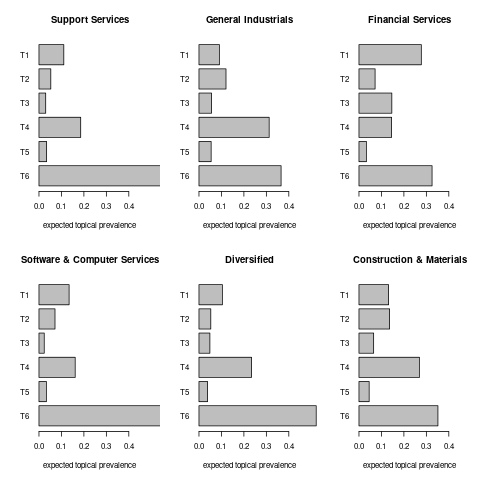 Support Services
T1
T2
T3
T4
T5
T6
0.0 0.1 0.2 0.3 0.4
expected topical prevalence
General Industrials
T1
T2
T3
T4
T5
T6
0.0 0.1 0.2 0.3 0.4
expected topical prevalence
Financial Services
T1
T2
T3
T4
T5
T6
0.0 0.1 0.2 0.3 0.4
expected topical prevalence
Software & Computer Services
T1
T2
T3
T4
T5
T6
0.0 0.1 0.2 0.3 0.4
expected topical prevalence
Diversified
T1
T2
T3
T4
T5
T6
0.0 0.1 0.2 0.3 0.4
expected topical prevalence
Construction & Materials
T1
T2
T3
T4
T5
T6
0.0 0.1 0.2 0.3 0.4
expected topical prevalence